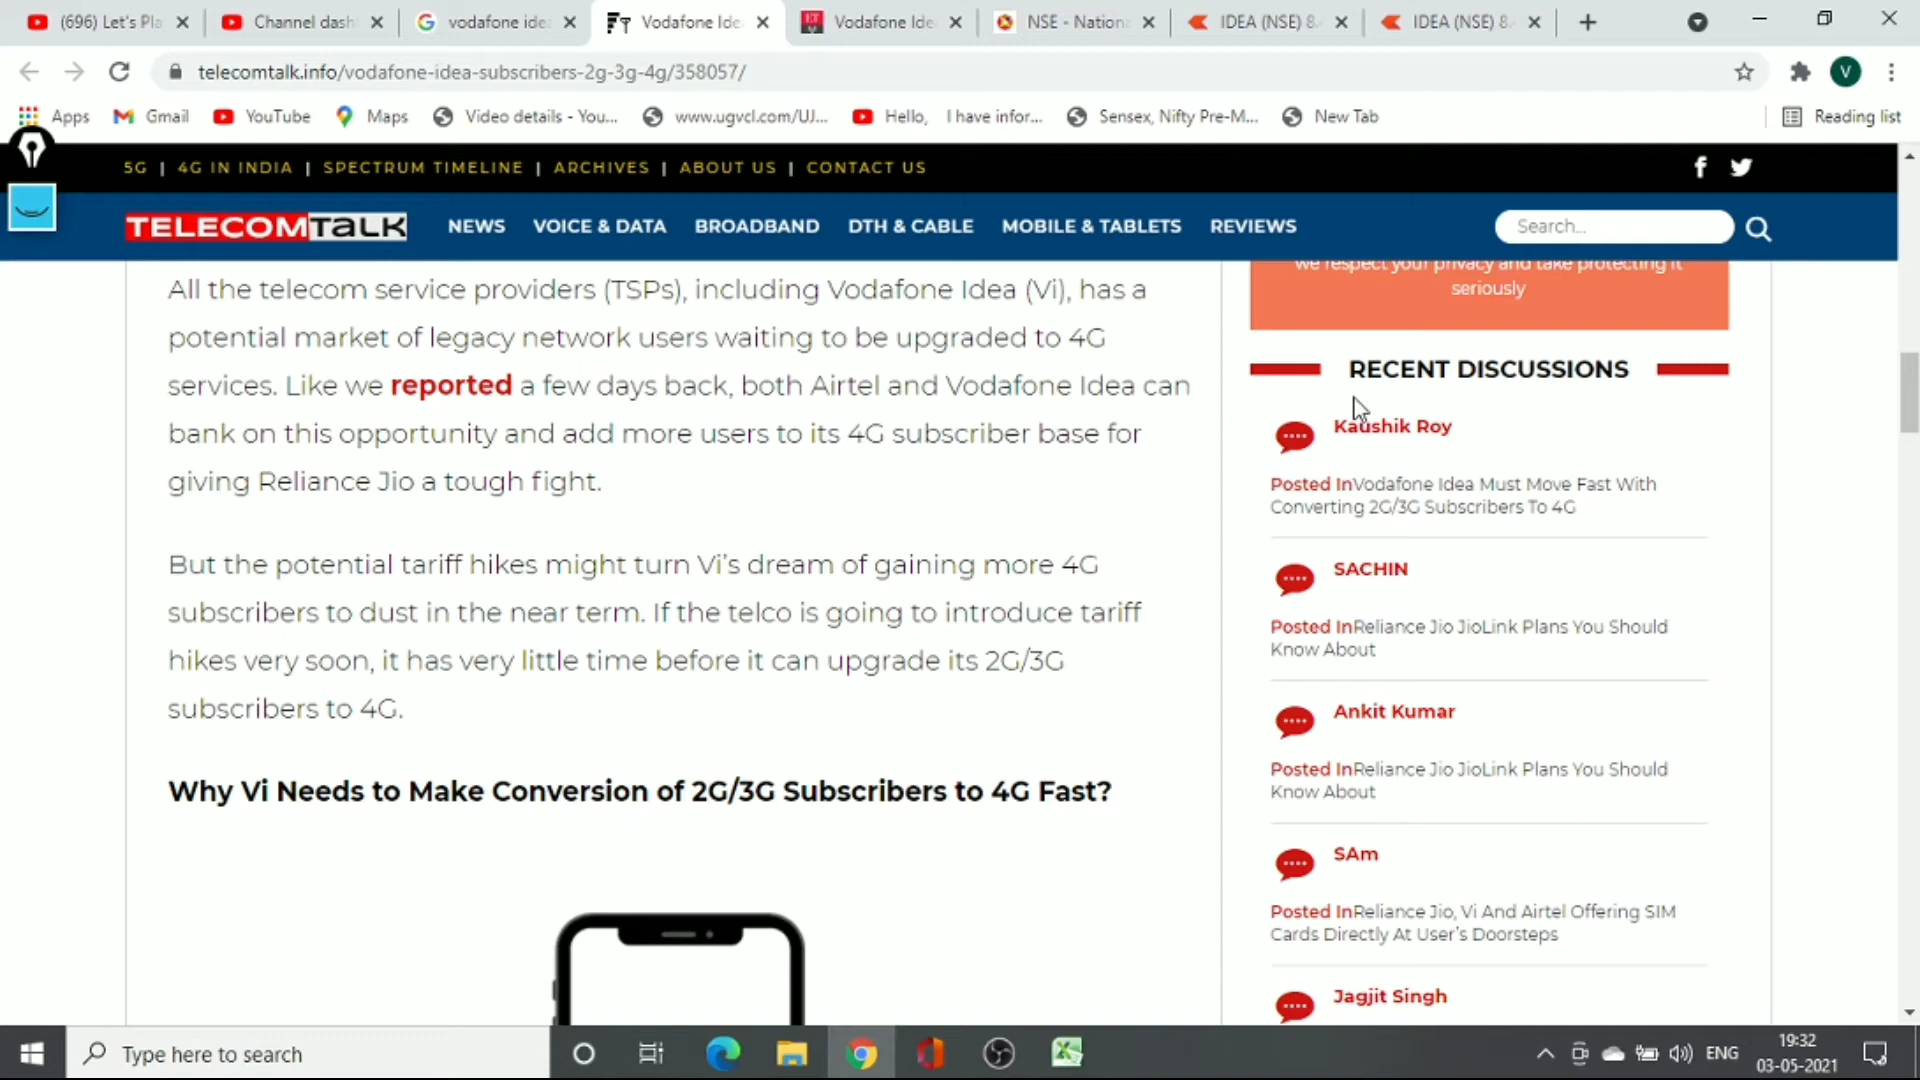 (696) Let's Pla
Channel dash
vodafone ide
Vodafone Ide
Vodafone Ide
NSE - Nation
IDEA (NSE) 8.
IDEA (NSE) 8.
telecomtalk.info/vodafone-idea-subscribers-2g-3g-4g/358057/
V
Apps
Gmail
YouTube
Maps
Video details - You...
www.ugvcl.com/UJ...
Hello, I have infor...
Sensex, Nifty Pre-M...
New Tab
Reading list
5G | 4G IN INDIA | SPECTRUM TIMELINE | ARCHIVES | ABOUT US | CONTACT US
TELECOMTALK
NEWS
VOICE & DATA
BROADBAND
DTH & CABLE
MOBILE & TABLETS
REVIEWS
Search...
All the telecom service providers (TSPs), including Vodafone Idea (Vi), has a
potential market of legacy network users waiting to be upgraded to 4G
services. Like we reported a few days back, both Airtel and Vodafone Idea can
bank on this opportunity and add more users to its 4G subscriber base for
giving Reliance Jio a tough fight.
But the potential tariff hikes might turn Vi's dream of gaining more 4G
subscribers to dust in the near term. If the telco is going to introduce tariff
hikes very soon, it has very little time before it can upgrade its 2G/3G
subscribers to 4G.
Why Vi Needs to Make Conversion of 2G/3G Subscribers to 4G Fast?
we respect your privacy and take protecting it
seriously
RECENT DISCUSSIONS
Kaushik Roy
Posted InVodafone Idea Must Move Fast With
Converting 2G/3G Subscribers To 4G
SACHIN
Posted InReliance Jio JioLink Plans You Should
Know About
Ankit Kumar
Posted InReliance Jio JioLink Plans You Should
Know About
SAm
Posted InReliance Jio, Vi And Airtel Offering SIM
Cards Directly At User's Doorsteps
Jagjit Singh
Type here to search
ENG
19:32
03-05-2021